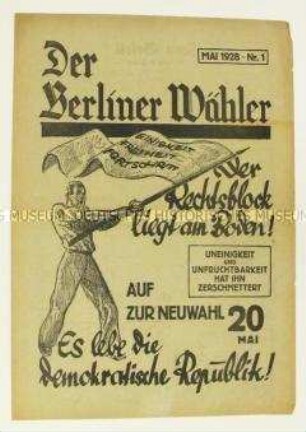 Der
MAI 1928 - Nr. 1
Berliner Wähler
EINIGKEIT
FREIHEIT
FORTSCHRITT
Der
Rechtsblock
liegt am Boden!
UNEINIGKEIT
UND
UNFRUCHTBARKEIT
HAT IHN
ZERSCHMETTERT
AUF
ZUR NEUWAHL 20
MAI
Es lebe die
demokratische Republik!